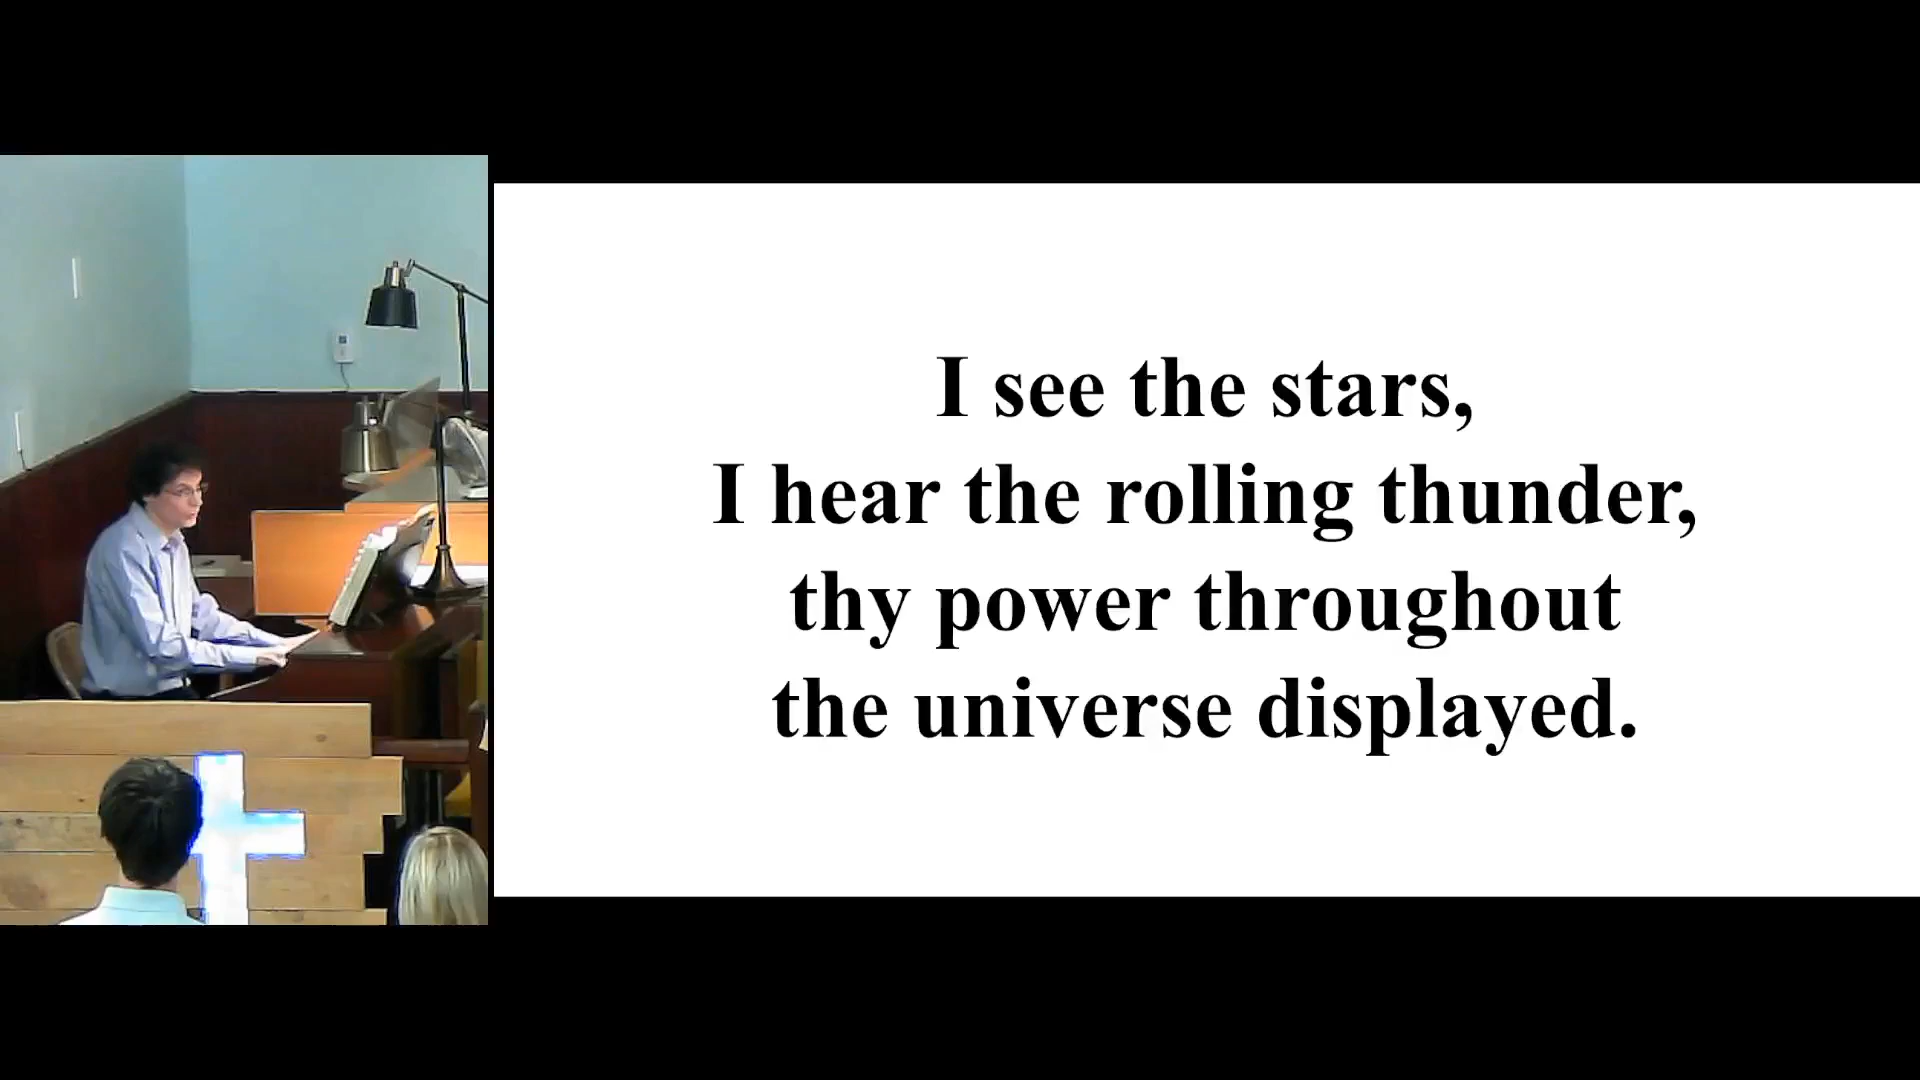 I see the stars,
I hear the rolling thunder,
thy power throughout
the universe displayed.